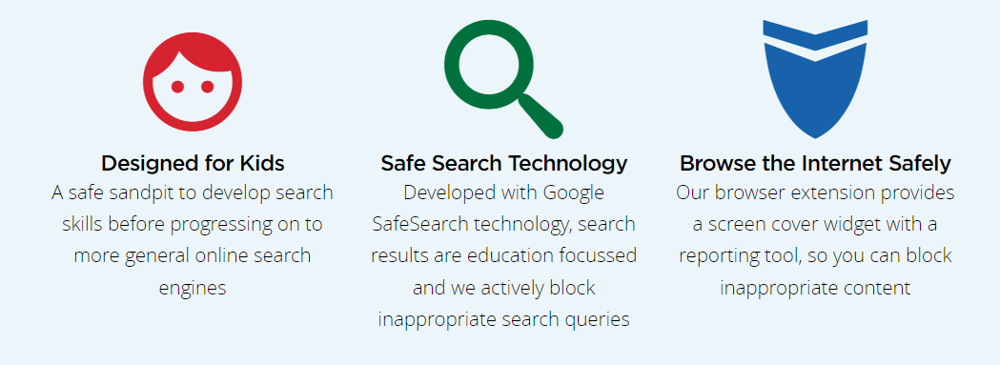 Designed for Kids
A safe sandpit to develop search
skills before progressing on to
more general online search
engines
Safe Search Technology
Developed with Google
SafeSearch technology, search
results are education focussed
and we actively block
inappropriate search queries
Browse the Internet Safely
Our browser extension provides
a screen cover widget with a
reporting tool, so you can block
inappropriate content